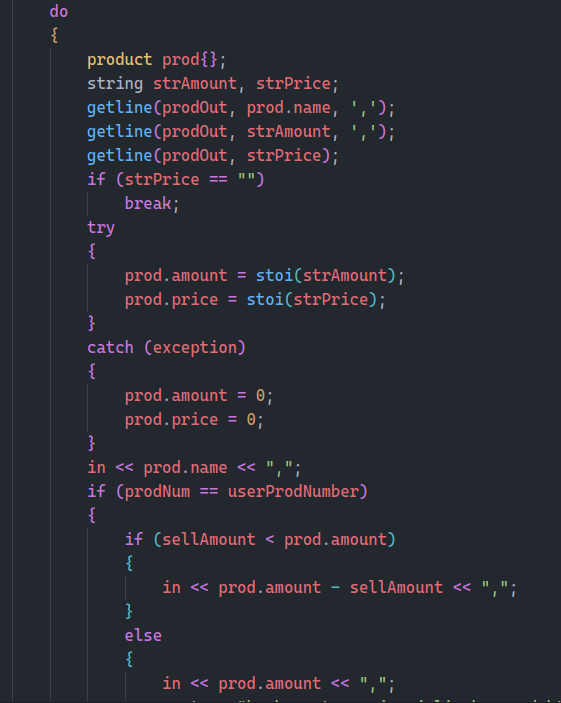 do
{
product prod{};
string strAmount, strPrice;
getline(prodOut, prod.name, ',');
getline(prodOut, strAmount, ',');
getline(prodOut, strPrice);
if (strPrice == "")
break;
try
{
prod.amount = stoi(strAmount);
prod.price = stoi(strPrice);
}
catch (exception)
{
prod.amount = 0;
prod.price = 0;
}
in << prod.name << ",";
if (prodNum == userProdNumber)
{
if (sellAmount < prod.amount)
{
in << prod.amount - sellAmount << ",";
}
else
{
in << prod.amount << ",";